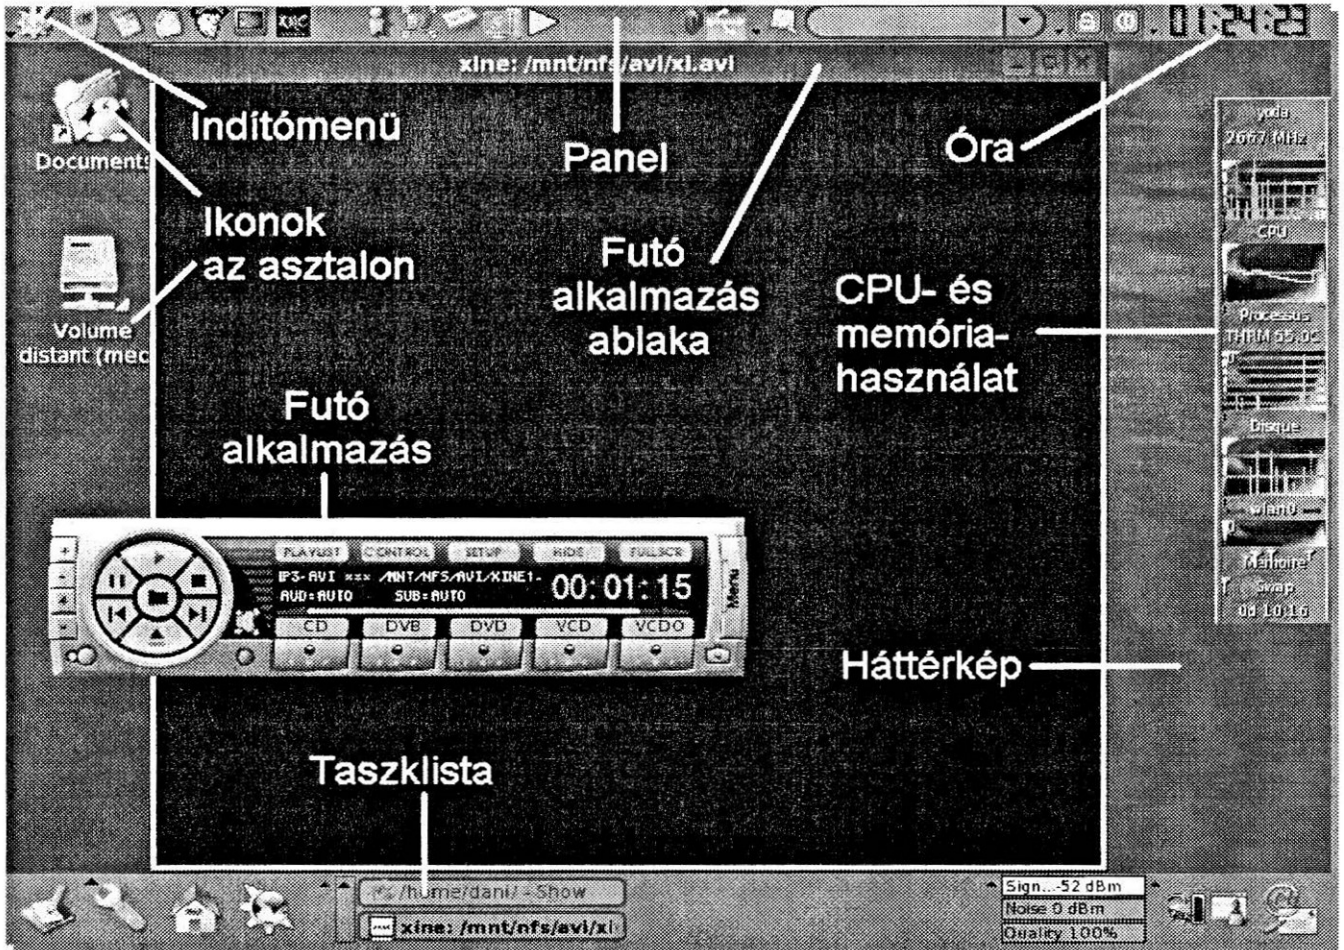 XNC
01:24:23
xine: /mnt/nfs/avi/xi.avi
Indítómenü
Panel
Óra
Documents
Ikonok
az asztalon
Volume
distant (mec
Futó
alkalmazás
ablaka
CPU- és
memória-
használat
yoda
2667 MHz
CPU
Processus
THRM 65.0C
Disque
wlan0
Mémoire
Swap
0d 10:16
Futó
alkalmazás
PLAYLIST CONTROL SETUP HIDE FULLSCR
MP3-AVI *** /MNT/NFS/AVI/XINE1-
AUD=AUTO SUB=AUTO
00:01:15
Menu
CD DVB DVD VCD VCDO
Háttérkép
Taszklista
/home/dani/ - Show
xine: /mnt/nfs/avi/xi
Sign...-52 dBm
Noise 0 dBm
Quality 100%